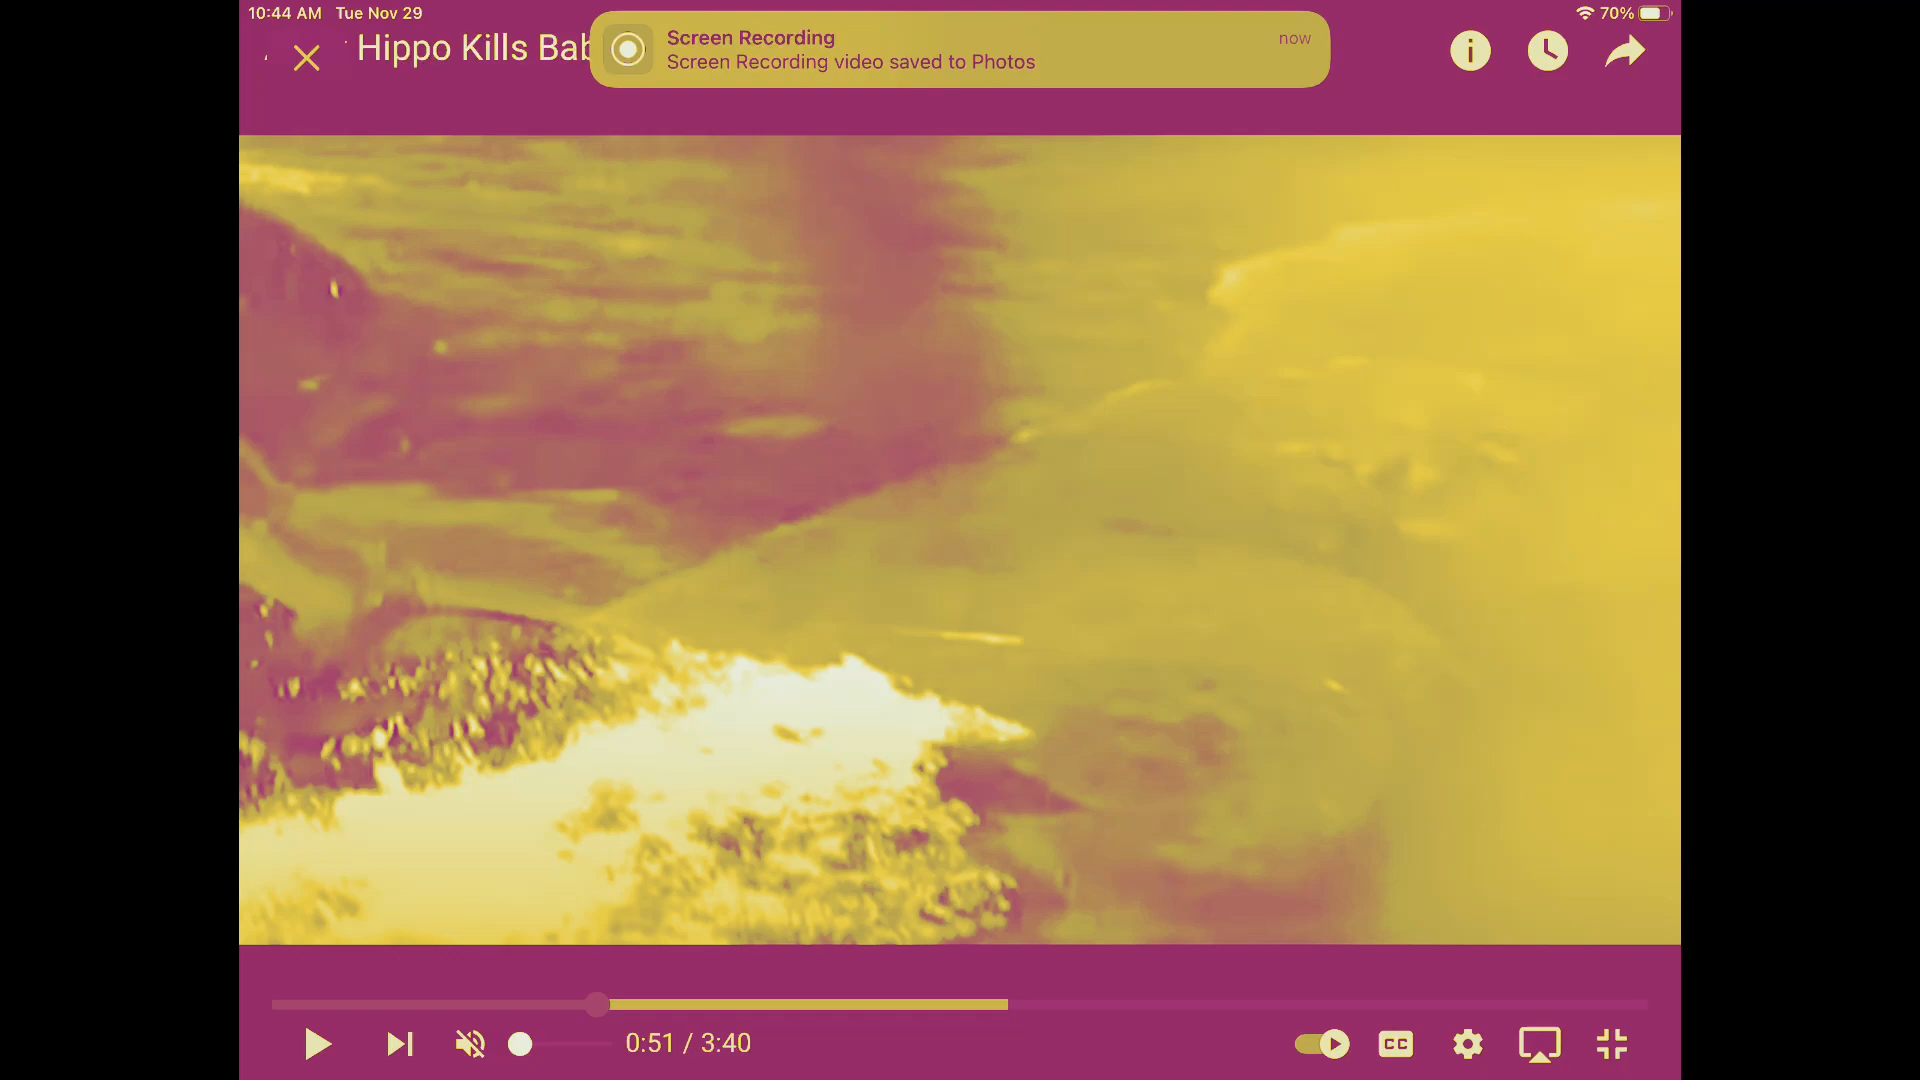 10:44 AM Tue Nov 29
70%
Hippo Kills
Screen Recording
now
Screen Recording video saved to Photos
0:51 / 3:40
CC